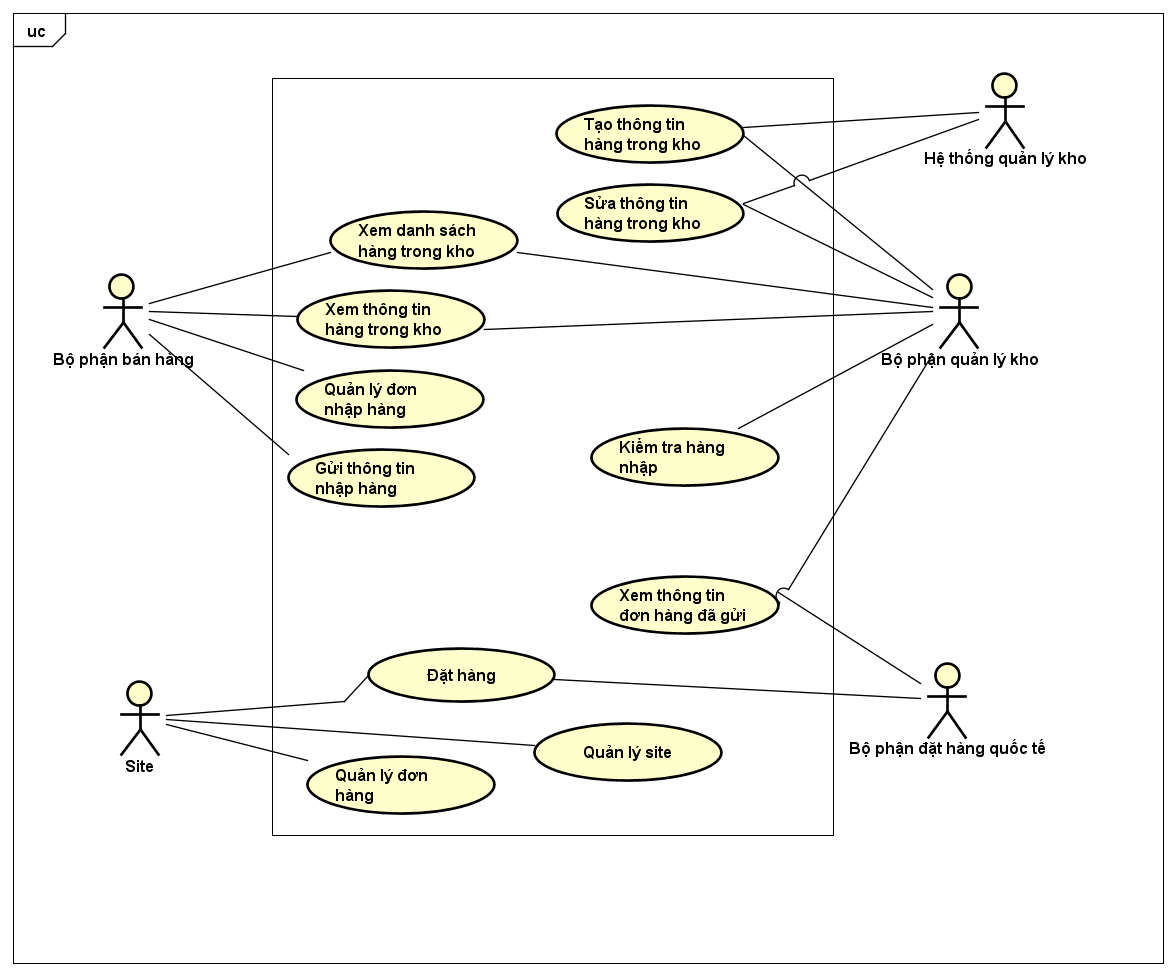 uc
Tạo thông tin
hàng trong kho
Hệ thống quản lý kho
Sửa thông tin
hàng trong kho
Xem danh sách
hàng trong kho
Xem thông tin
hàng trong kho
Bộ phận bán hàng
Bộ phận quản lý kho
Quản lý đơn
nhập hàng
Kiểm tra hàng
nhập
Gửi thông tin
nhập hàng
Xem thông tin
đơn hàng đã gửi
Đặt hàng
Bộ phận đặt hàng quốc tế
Quản lý site
Site
Quản lý đơn
hàng